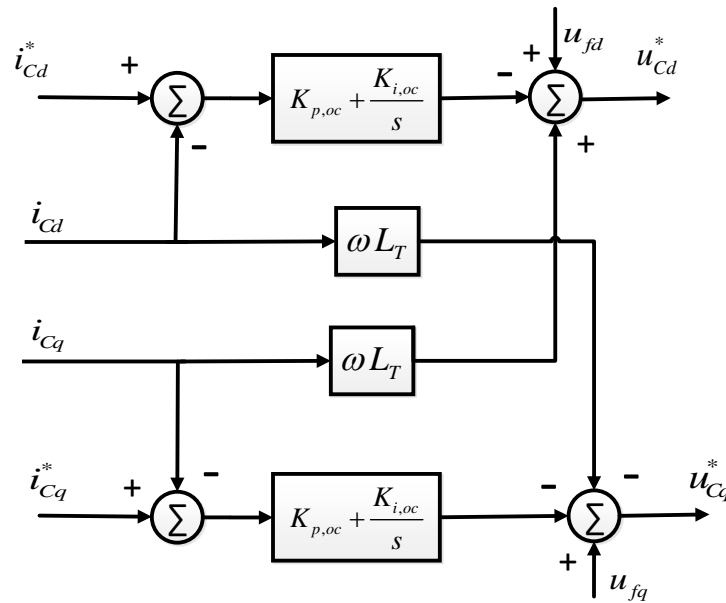 i*Cd
+
Σ
-
Kp,oc + Ki,oc/s
-
+
ufd
Σ
+
u*Cd
iCd
ωLT
iCq
ωLT
i*Cq
+
-
Σ
Kp,oc + Ki,oc/s
-
-
Σ
+
u*Cq
ufq